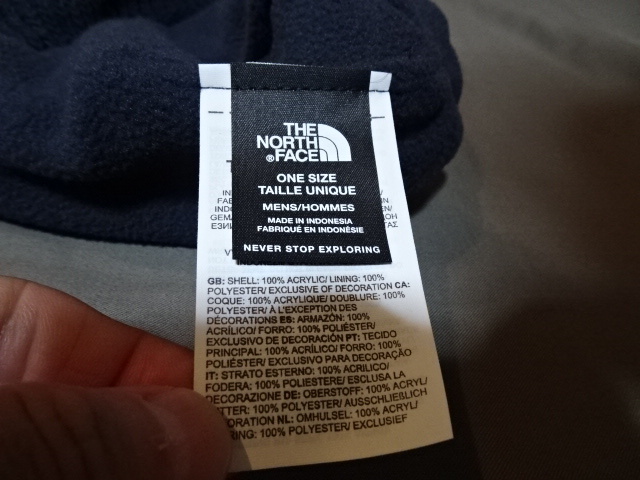 THE
NORTH
®FACE
ONE SIZE
TAILLE UNIQUE
MENS/HOMMES
MADE IN INDONESIA
FABRIQUÉ EN INDONÉSIE
NEVER STOP EXPLORING
GB: SHELL: 100% ACRYLIC/ LINING: 100%
POLYESTER/ EXCLUSIVE OF DECORATION CA:
COQUE: 100% ACRYLIQUE/ DOUBLURE: 100%
POLYESTER/ À L'EXCEPTION DES
DÉCORATIONS ES: ARMAZÓN: 100%
ACRÍLICO/ FORRO: 100% POLIÉSTER/
EXCLUSIVO DE DECORACIÓN PT: TECIDO
PRINCIPAL: 100% ACRÍLICO/ FORRO: 100%
POLIÉSTER/ EXCLUSIVO PARA DECORAÇÃO
IT: STRATO ESTERNO: 100% ACRILICO/
FODERA: 100% POLIESTERE/ ESCLUSA LA
DECORAZIONE DE: OBERSTOFF: 100% ACRYL/
TTER: 100% POLYESTER/ AUSSCHLIEẞLICH
ORATION NL: OMHULSEL: 100% ACRYL/
RING: 100% POLYESTER/ EXCLUSIEF